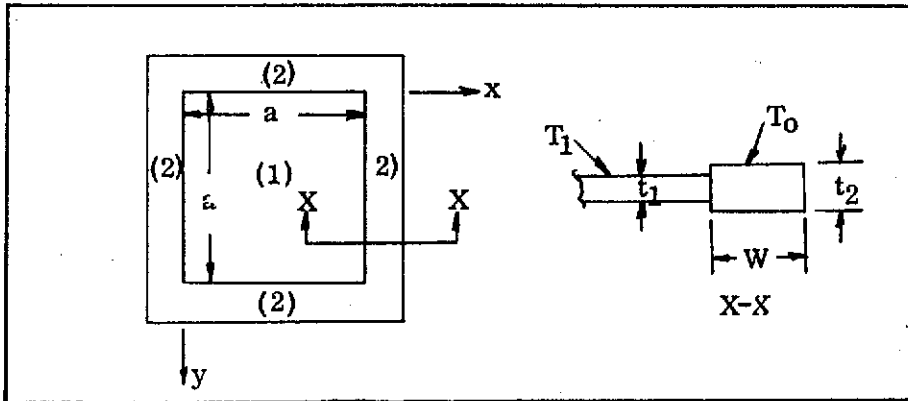 (2)
x
a
T₁
T₀
(2)
(1)
2)
t₁
t₂
a
X
X
W
(2)
X-X
y